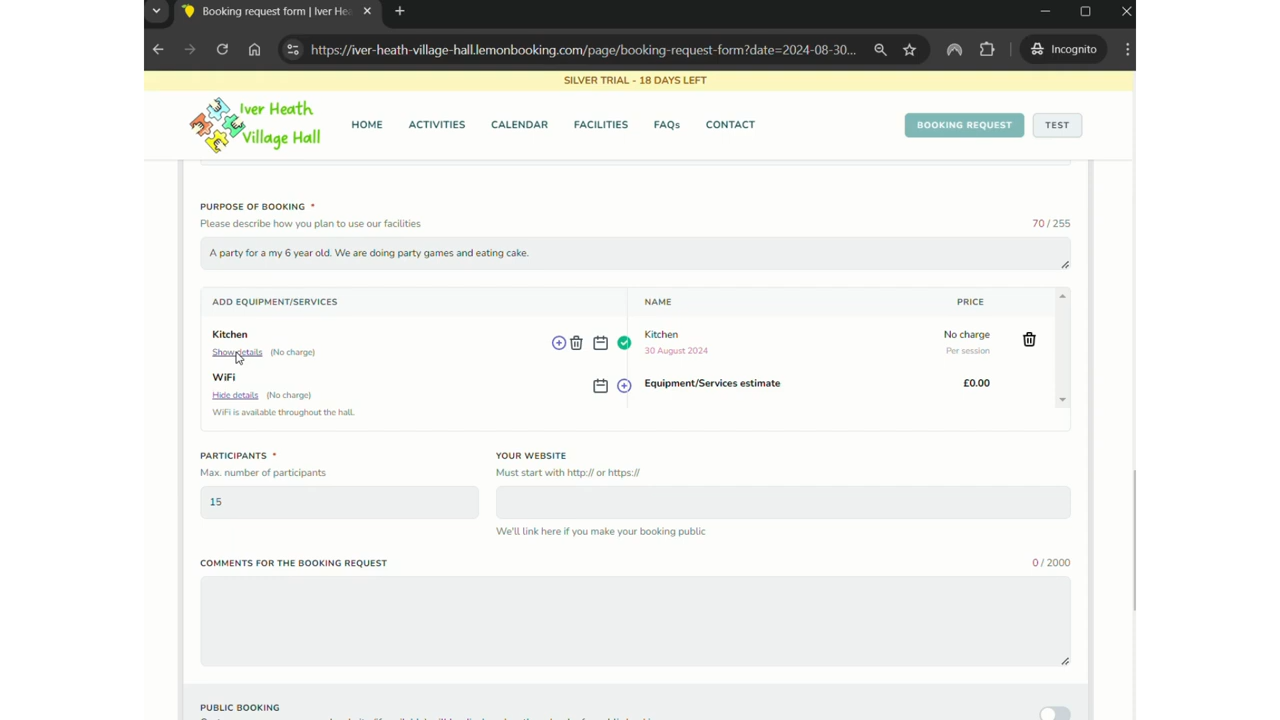 Booking request form | Iver Hea
https://iver-heath-village-hall.lemonbooking.com/page/booking-request-form?date=2024-08-30...
Incognito
SILVER TRIAL - 18 DAYS LEFT
Iver Heath
Village Hall
HOME
ACTIVITIES
CALENDAR
FACILITIES
FAQs
CONTACT
BOOKING REQUEST
TEST
PURPOSE OF BOOKING *
Please describe how you plan to use our facilities
70 / 255
A party for a my 6 year old. We are doing party games and eating cake.
ADD EQUIPMENT/SERVICES
NAME
PRICE
Kitchen
Show details (No charge)
Kitchen
No charge
30 August 2024
Per session
WiFi
Hide details (No charge)
WiFi is available throughout the hall.
Equipment/Services estimate
£0.00
PARTICIPANTS *
Max. number of participants
15
YOUR WEBSITE
Must start with http:// or https://
We'll link here if you make your booking public
COMMENTS FOR THE BOOKING REQUEST
0 / 2000
PUBLIC BOOKING